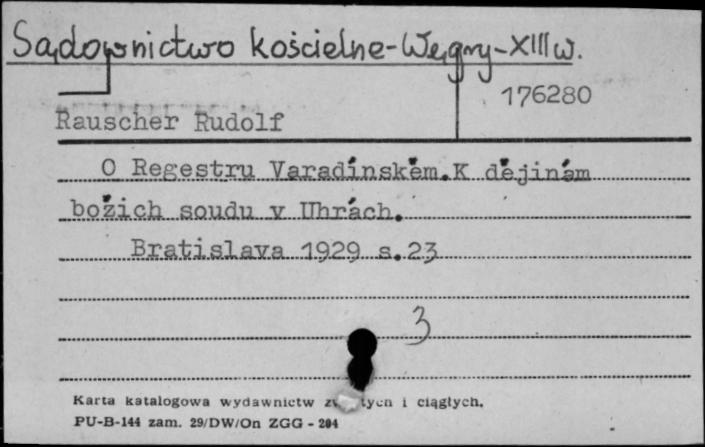 Sądownictwo kościelne-Węgry-XIII w.
176280
Rauscher Rudolf
O Regestru Varadínském.K dějinám
božích soudu v Uhrách.
Bratislava 1929 s.23
3
Karta katalogowa wydawnictw i ciągłych,
PU-B-144 zam. 29/DW/On ZGG - 204